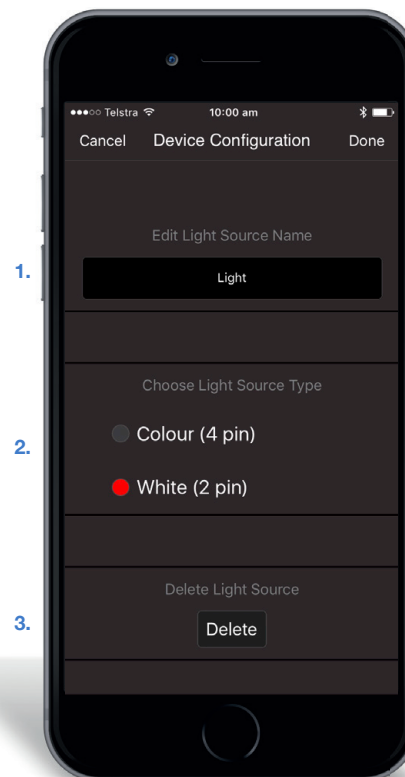 Telstra 10:00 am
Cancel Device Configuration Done
Edit Light Source Name
1. Light
Choose Light Source Type
Colour (4 pin)
2.
White (2 pin)
Delete Light Source
3. Delete